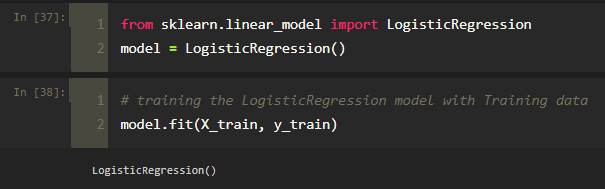 In [37]:
1 from sklearn.linear_model import LogisticRegression
2 model = LogisticRegression()
In [38]:
1 # training the LogisticRegression model with Training data
2 model.fit(X_train, y_train)
LogisticRegression()